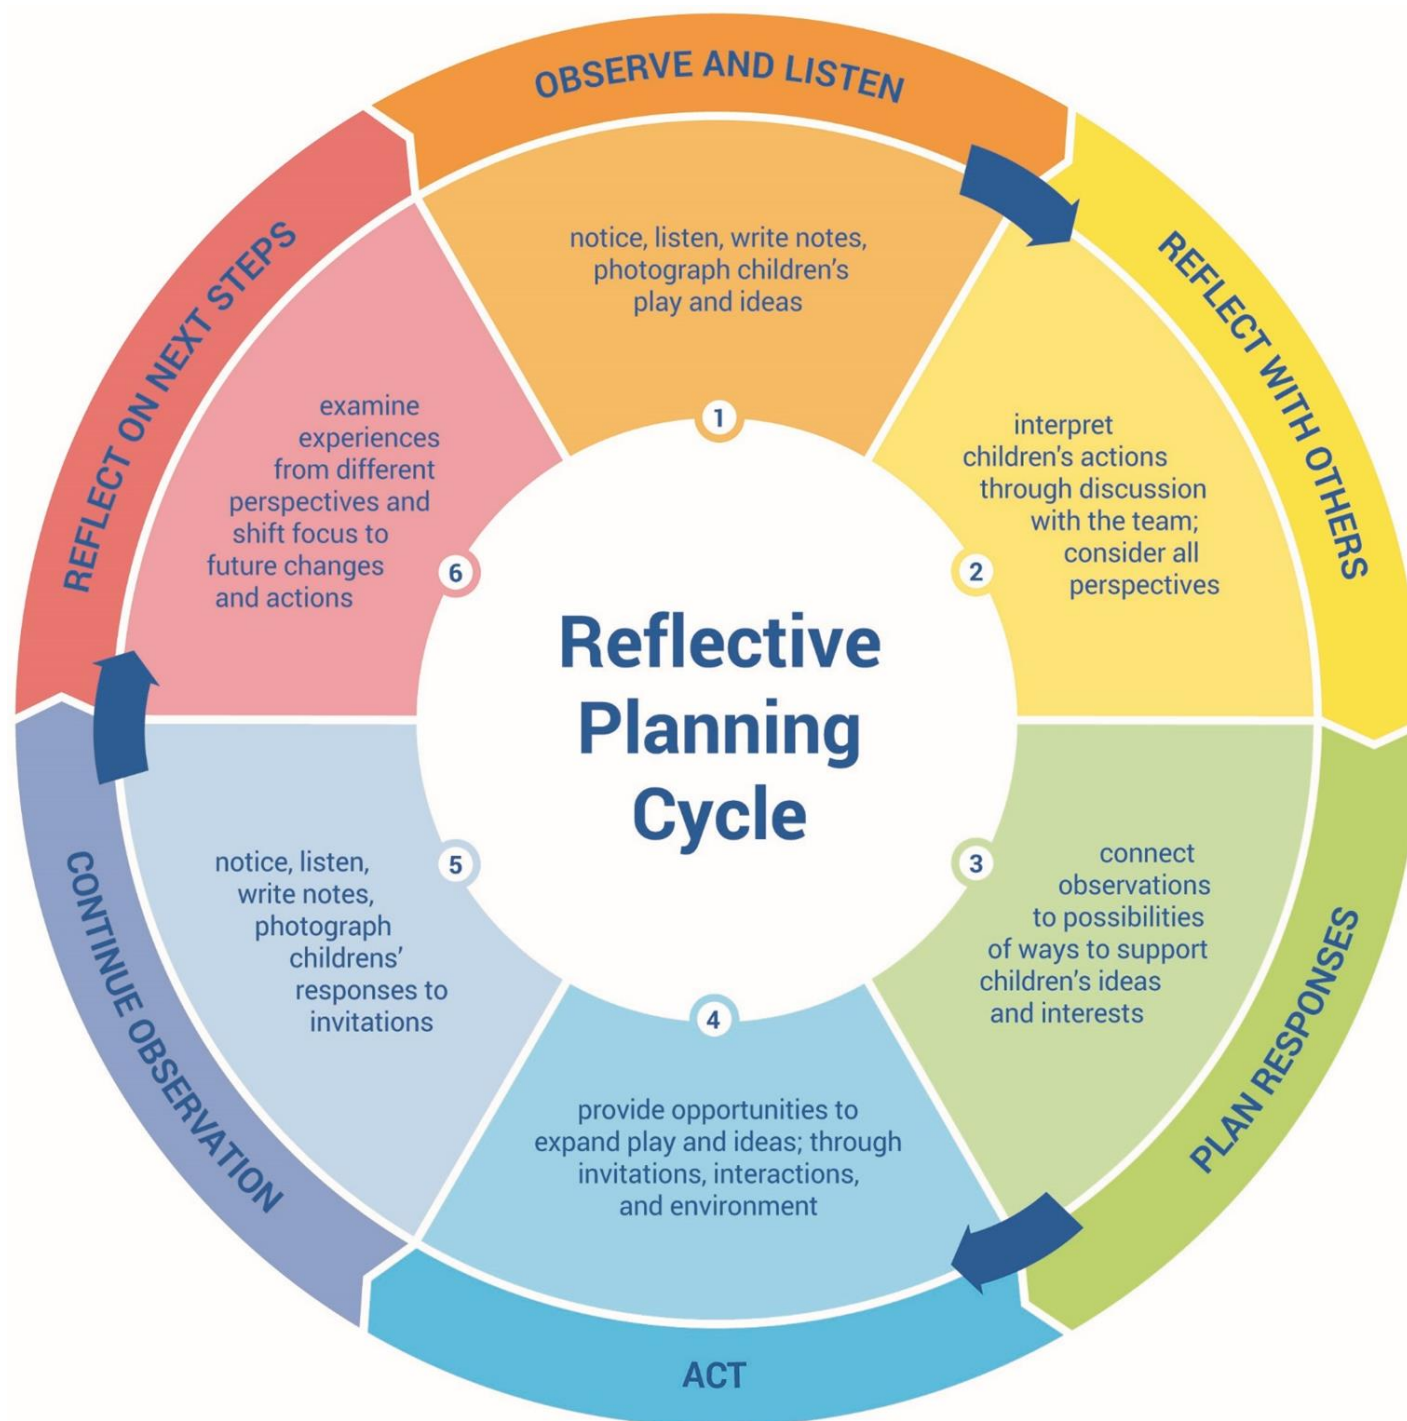 OBSERVE AND LISTEN
notice, listen, write notes,
photograph children's
play and ideas
1
REFLECT WITH OTHERS
interpret
children's actions
through discussion
with the team;
consider all
perspectives
2
PLAN RESPONSES
connect
observations
to possibilities
of ways to support
children's ideas
and interests
3
ACT
provide opportunities to
expand play and ideas; through
invitations, interactions,
and environment
4
CONTINUE OBSERVATION
notice, listen,
write notes,
photograph
childrens'
responses to
invitations
5
REFLECT ON NEXT STEPS
examine
experiences
from different
perspectives and
shift focus to
future changes
and actions
6
Reflective
Planning
Cycle